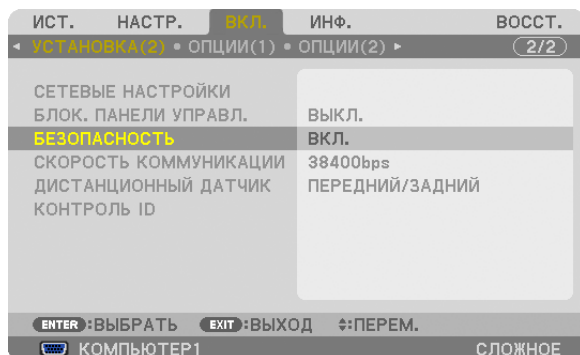 ИСТ. НАСТР. ВКЛ. ИНФ. ВОССТ.
◄ УСТАНОВКА(2) • ОПЦИИ(1) • ОПЦИИ(2) ► 2/2
СЕТЕВЫЕ НАСТРОЙКИ
БЛОК. ПАНЕЛИ УПРАВЛ. ВЫКЛ.
БЕЗОПАСНОСТЬ ВКЛ.
СКОРОСТЬ КОММУНИКАЦИИ 38400bps
ДИСТАНЦИОННЫЙ ДАТЧИК ПЕРЕДНИЙ/ЗАДНИЙ
КОНТРОЛЬ ID
ENTER :ВЫБРАТЬ EXIT :ВЫХОД ♦:ПЕРЕМ.
КОМПЬЮТЕР1 СЛОЖНОЕ